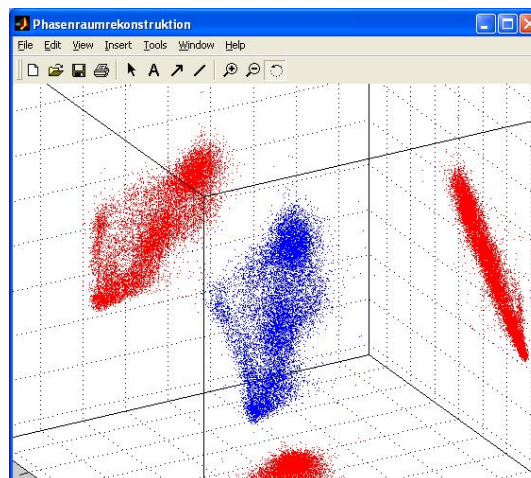 Phasenraumrekonstruktion
File Edit View Insert Tools Window Help
A